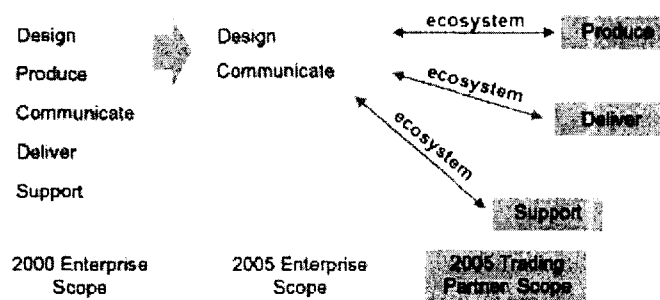 Design
Produce
Communicate
Deliver
Support
Design
Communicate
ecosystem
ecosystem
ecosystem
Produce
Deliver
Support
2000 Enterprise
Scope
2005 Enterprise
Scope
2005 Trading
Partner Scope